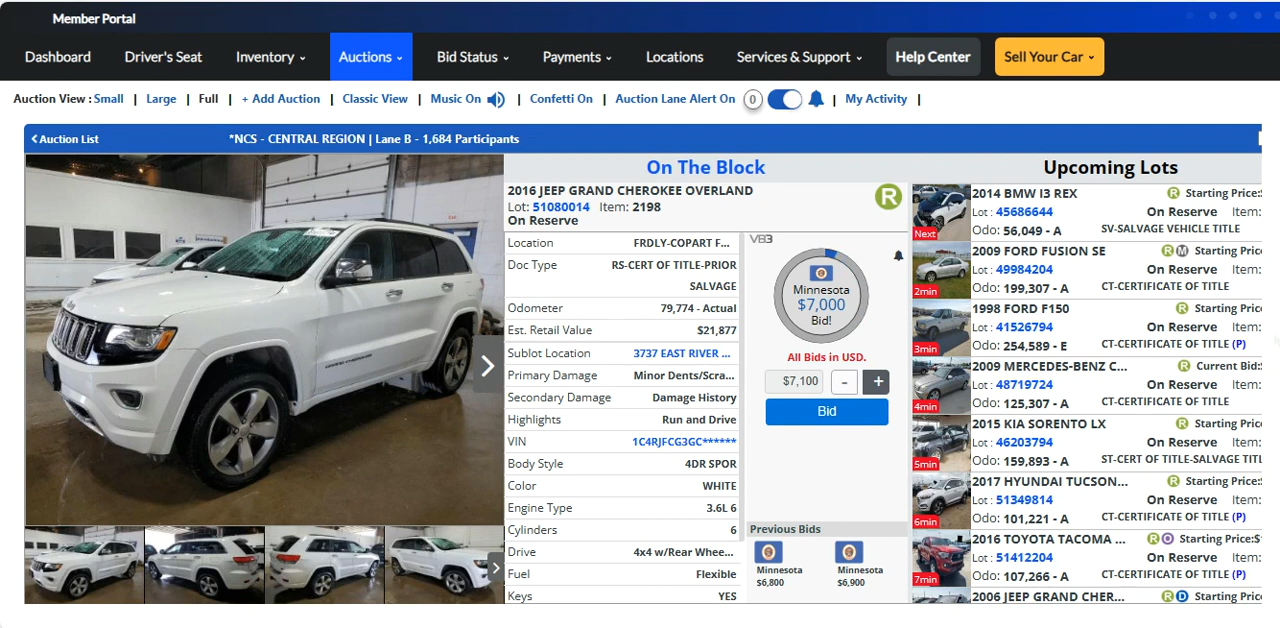 Member Portal
Dashboard Driver's Seat Inventory Auctions Bid Status Payments Locations Services & Support Help Center Sell Your Car
Auction View : Small | Large | Full | + Add Auction | Classic View | Music On | Confetti On | Auction Lane Alert On 0 | My Activity |
Auction List *NCS - CENTRAL REGION | Lane B - 1,684 Participants
On The Block
2016 JEEP GRAND CHEROKEE OVERLAND
Lot: 51080014 Item: 2198
On Reserve
R
Location FRDLY-COPART F...
Doc Type RS-CERT OF TITLE-PRIOR
SALVAGE
Odometer 79,774 - Actual
Est. Retail Value $21,877
Sublot Location 3737 EAST RIVER ...
Primary Damage Minor Dents/Scra...
Secondary Damage Damage History
Highlights Run and Drive
VIN 1C4RJFCG3GC******
Body Style 4DR SPOR
Color WHITE
Engine Type 3.6L 6
Cylinders 6
Drive 4x4 w/Rear Whee...
Fuel Flexible
Keys YES
VB3
Minnesota
$7,000
Bid!
All Bids in USD.
$7,100 - +
Bid
Previous Bids
Minnesota Minnesota
$6,800 $6,900
Upcoming Lots
2014 BMW I3 REX R Starting Price:
Lot : 45686644 On Reserve Item:
Next Odo: 56,049 - A SV-SALVAGE VEHICLE TITLE
2009 FORD FUSION SE R M Starting Price
Lot : 49984204 On Reserve Item:
2min Odo: 199,307 - A CT-CERTIFICATE OF TITLE
1998 FORD F150 R Starting Price:
Lot : 41526794 On Reserve Item:
3min Odo: 254,589 - E CT-CERTIFICATE OF TITLE (P)
2009 MERCEDES-BENZ C... R Current Bid:
Lot : 48719724 On Reserve Item:
4min Odo: 125,307 - A CT-CERTIFICATE OF TITLE
2015 KIA SORENTO LX R Starting Price:
Lot : 46203794 On Reserve Item:
5min Odo: 159,893 - A ST-CERT OF TITLE-SALVAGE TITL
2017 HYUNDAI TUCSON... R Starting Price:
Lot : 51349814 On Reserve Item:
6min Odo: 101,221 - A CT-CERTIFICATE OF TITLE (P)
2016 TOYOTA TACOMA ... R O Starting Price:$
Lot : 51412204 On Reserve Item:
7min Odo: 107,266 - A CT-CERTIFICATE OF TITLE (P)
2006 JEEP GRAND CHER... R D Starting Price